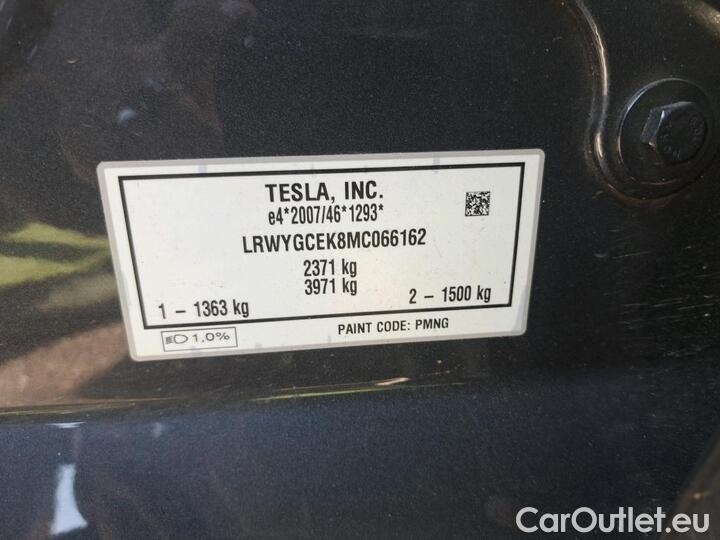 TESLA, INC.
e4*2007/46*1293*
LRWYGCEK8MC066162
2371 kg
3971 kg
1 – 1363 kg 2 – 1500 kg
1,0% PAINT CODE: PMNG
CarOutlet.eu